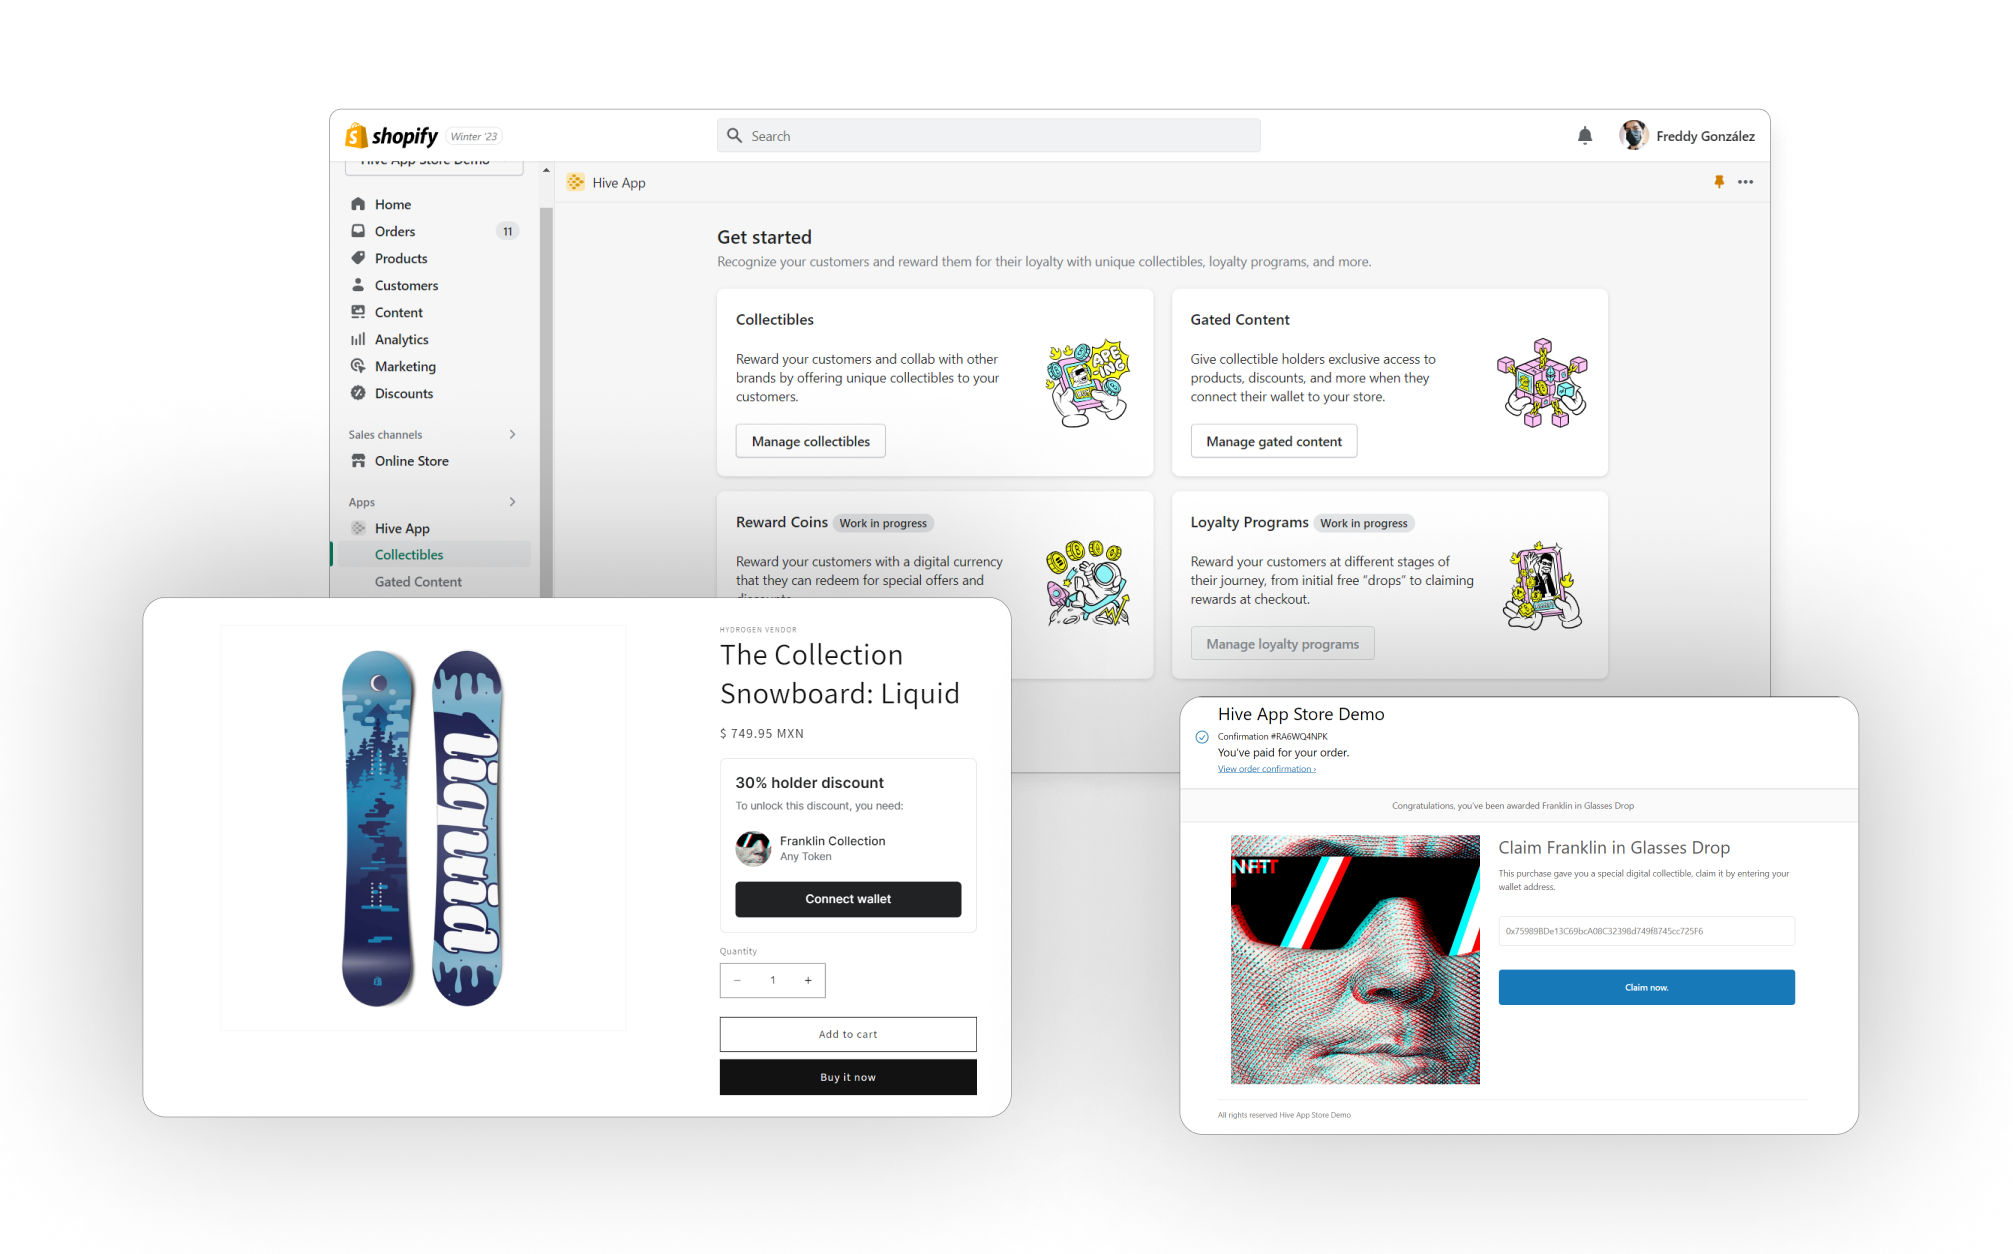 shopify Winter '23
Search
Freddy González
Hive App Store Demo
Home
Orders 11
Products
Customers
Content
Analytics
Marketing
Discounts
Sales channels
Online Store
Apps
Hive App
Collectibles
Gated Content
Hive App
Get started
Recognize your customers and reward them for their loyalty with unique collectibles, loyalty programs, and more.
Collectibles
Reward your customers and collab with other
brands by offering unique collectibles to your
customers.
Manage collectibles
APE-
ING
Gated Content
Give collectible holders exclusive access to
products, discounts, and more when they
connect their wallet to your store.
Manage gated content
Reward Coins Work in progress
Reward your customers with a digital currency
that they can redeem for special offers and
discounts.
Loyalty Programs Work in progress
Reward your customers at different stages of
their journey, from initial free “drops” to claiming
rewards at checkout.
Manage loyalty programs
liquid
HYDROGEN VENDOR
The Collection
Snowboard: Liquid
$ 749.95 MXN
30% holder discount
To unlock this discount, you need:
Franklin Collection
Any Token
Connect wallet
Quantity
− 1 +
Add to cart
Buy it now
Hive App Store Demo
Confirmation #RA6WQ4NPK
You've paid for your order.
View order confirmation ›
Congratulations, you've been awarded Franklin in Glasses Drop
NFT
Claim Franklin in Glasses Drop
This purchase gave you a special digital collectible, claim it by entering your
wallet address.
0x75989BDe13C69bcA08C32398d749f8745cc725F6
Claim now.
All rights reserved Hive App Store Demo